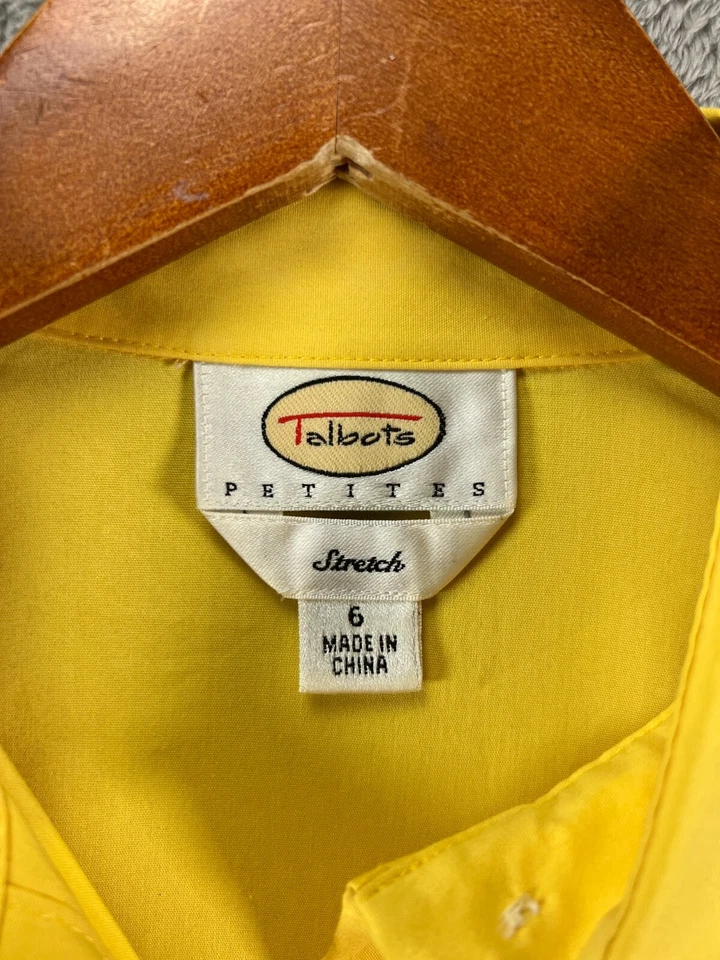 Talbots
PETITES
Stretch
6
MADE IN
CHINA